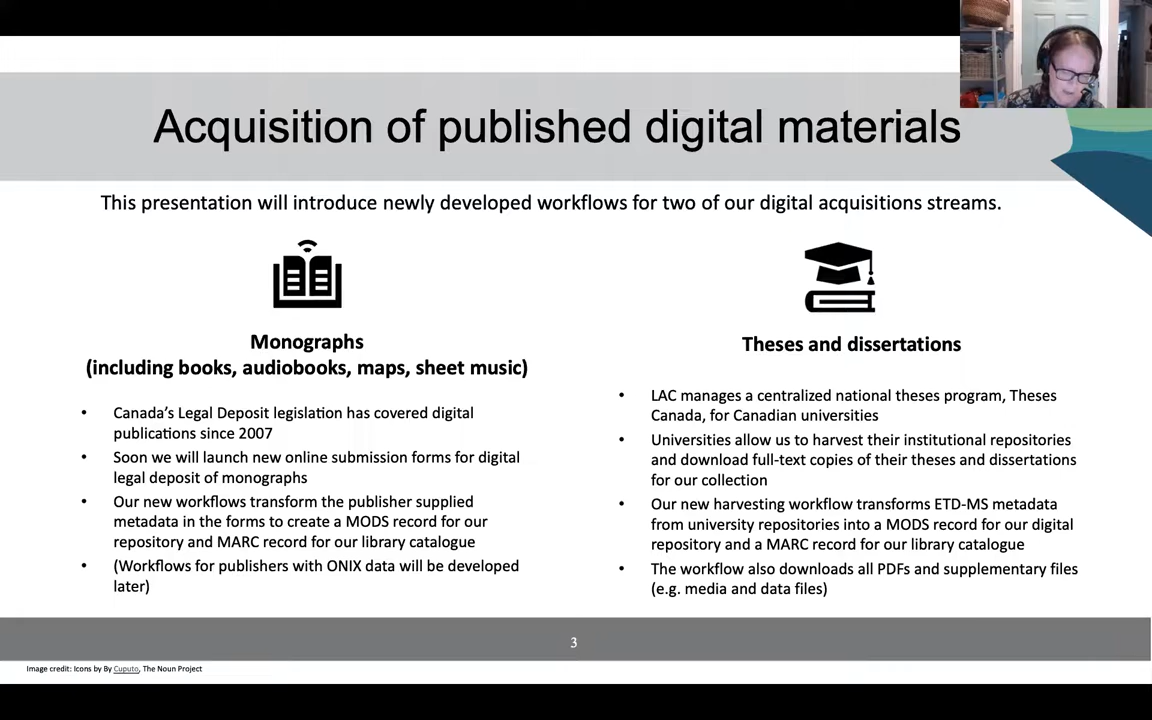 Acquisition of published digital materials
This presentation will introduce newly developed workflows for two of our digital acquisitions streams.
Monographs
(including books, audiobooks, maps, sheet music)
• Canada's Legal Deposit legislation has covered digital
publications since 2007
• Soon we will launch new online submission forms for digital
legal deposit of monographs
• Our new workflows transform the publisher supplied
metadata in the forms to create a MODS record for our
repository and MARC record for our library catalogue
• (Workflows for publishers with ONIX data will be developed
later)
Theses and dissertations
• LAC manages a centralized national theses program, Theses
Canada, for Canadian universities
• Universities allow us to harvest their institutional repositories
and download full-text copies of their theses and dissertations
for our collection
• Our new harvesting workflow transforms ETD-MS metadata
from university repositories into a MODS record for our digital
repository and a MARC record for our library catalogue
• The workflow also downloads all PDFs and supplementary files
(e.g. media and data files)
3
Image credit: Icons by By Cuputo, The Noun Project